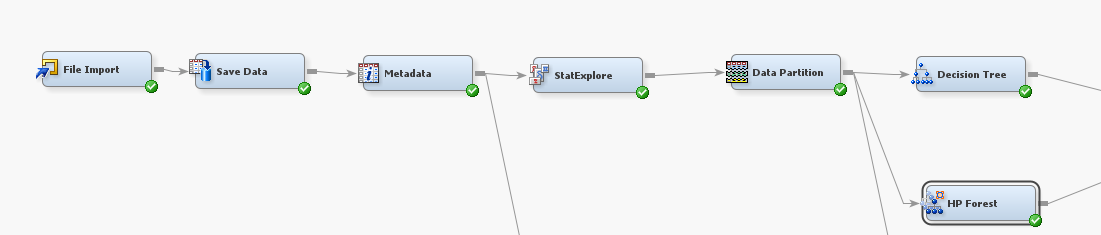 File Import
Save Data
Metadata
StatExplore
Data Partition
Decision Tree
HP Forest